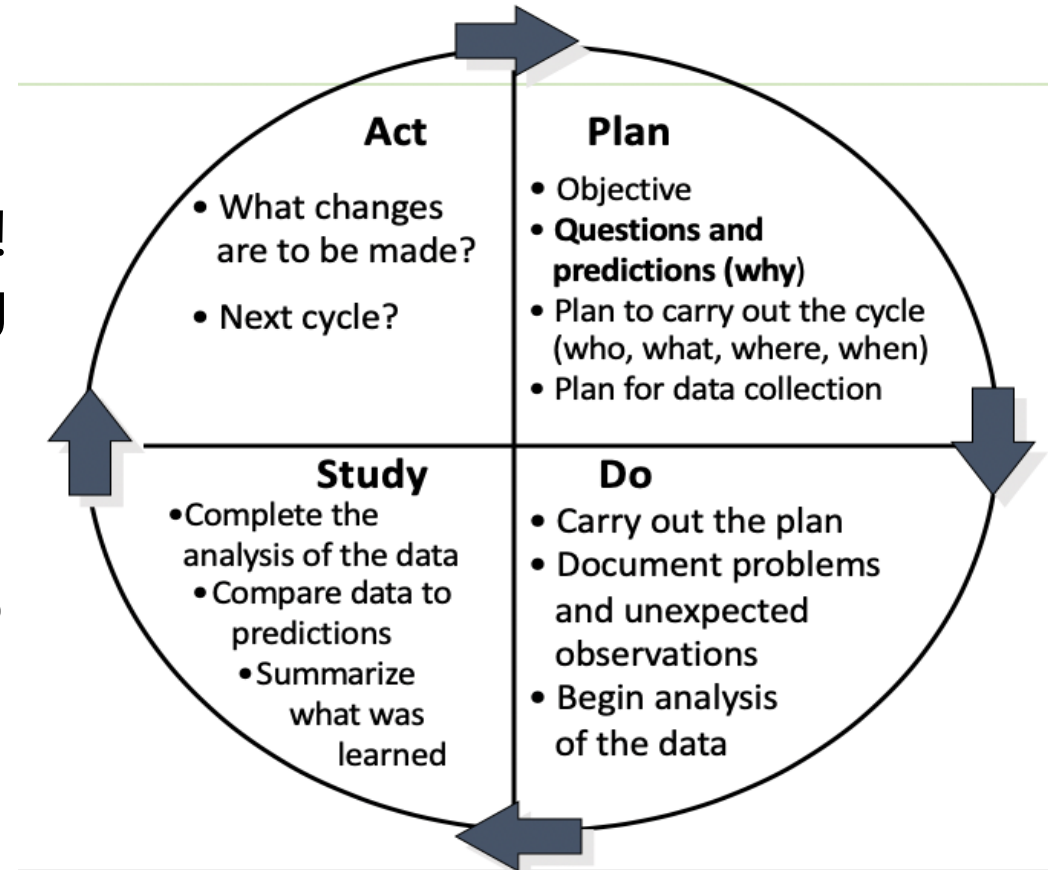 Act
• What changes
are to be made?
• Next cycle?
Plan
• Objective
• Questions and
predictions (why)
• Plan to carry out the cycle
(who, what, where, when)
• Plan for data collection
Study
•Complete the
analysis of the data
•Compare data to
predictions
•Summarize
what was
learned
Do
• Carry out the plan
• Document problems
and unexpected
observations
• Begin analysis
of the data